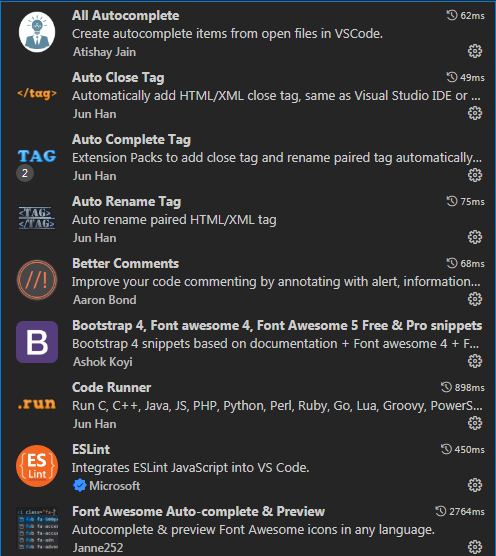 All Autocomplete 62ms
Create autocomplete items from open files in VSCode.
Atishay Jain
</tag> Auto Close Tag 49ms
Automatically add HTML/XML close tag, same as Visual Studio IDE or ...
Jun Han
TAG Auto Complete Tag
2 Extension Packs to add close tag and rename paired tag automatically...
Jun Han
<TAG> Auto Rename Tag 75ms
</TAG> Auto rename paired HTML/XML tag
Jun Han
//! Better Comments 68ms
Improve your code commenting by annotating with alert, information...
Aaron Bond
B Bootstrap 4, Font awesome 4, Font Awesome 5 Free & Pro snippets
Bootstrap 4 snippets based on documentation + Font awesome 4 + F...
Ashok Koyi
.run Code Runner 898ms
Run C, C++, Java, JS, PHP, Python, Perl, Ruby, Go, Lua, Groovy, PowerS...
Jun Han
ES Lint ESLint 450ms
Integrates ESLint JavaScript into VS Code.
Microsoft
Font Awesome Auto-complete & Preview 2764ms
Autocomplete & preview Font Awesome icons in any language.
Janne252